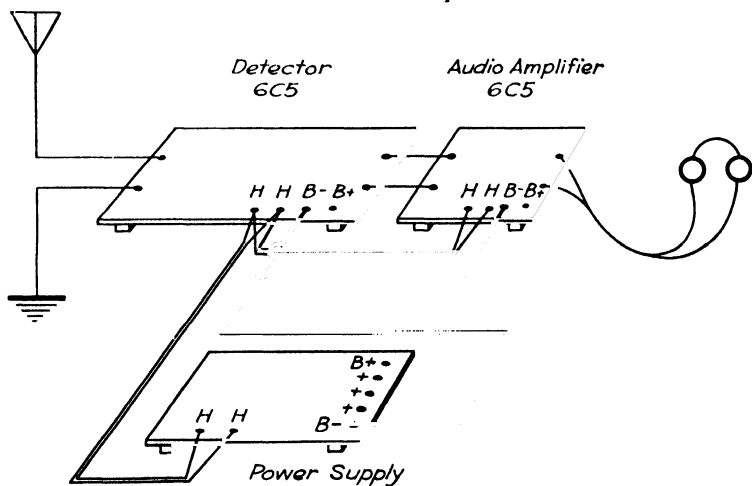 Detector
6C5
Audio Amplifier
6C5
H H B- B+
H H B- B+
B+
+
+
+
B-
H H
Power Supply